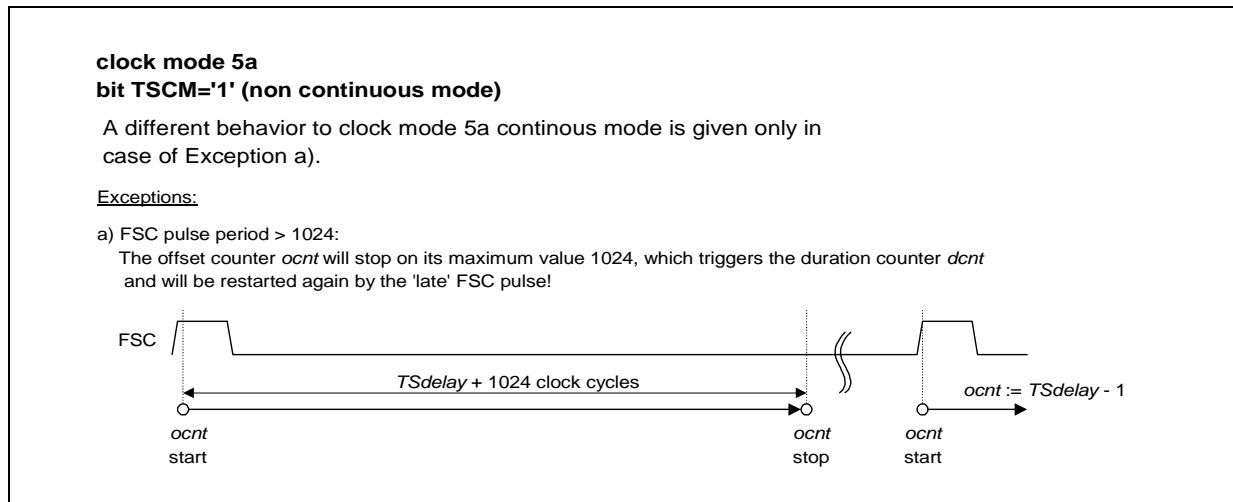 clock mode 5a
bit TSCM='1' (non continuous mode)
A different behavior to clock mode 5a continous mode is given only in
case of Exception a).
Exceptions:
a) FSC pulse period > 1024:
The offset counter ocnt will stop on its maximum value 1024, which triggers the duration counter dcnt
and will be restarted again by the 'late' FSC pulse!
FSC
TSdelay + 1024 clock cycles
ocnt := TSdelay - 1
ocnt
start
ocnt
stop
ocnt
start